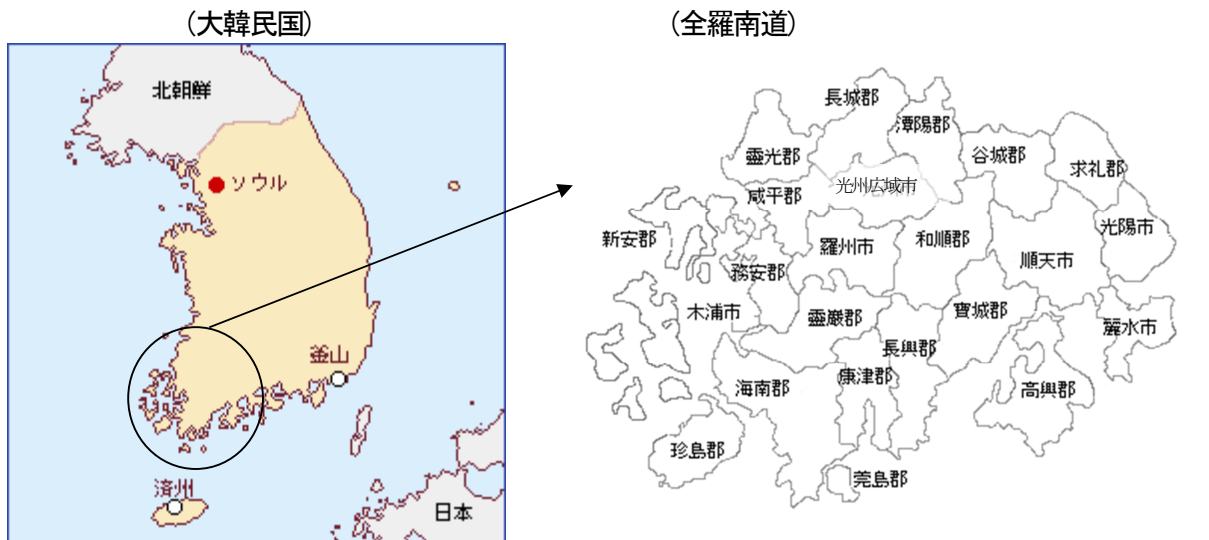 （大韓民国）
（全羅南道）
北朝鮮
ソウル
釜山
済州
日本
長城郡
潭陽郡
靈光郡
谷城郡
求礼郡
光州広域市
咸平郡
光陽市
新安郡
羅州市
和順郡
順天市
務安郡
木浦市
靈巖郡
寶城郡
麗水市
長興郡
海南郡
康津郡
高興郡
珍島郡
莞島郡